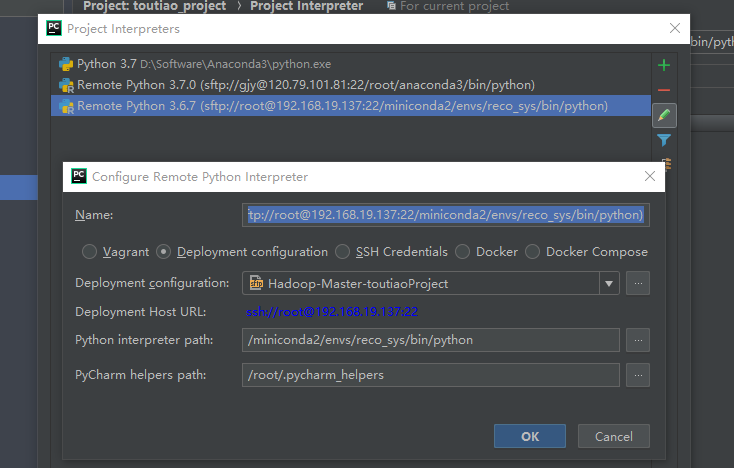 Project: toutiao_project > Project Interpreter For current project
PC Project Interpreters
bin/pyth
Python 3.7 D:\Software\Anaconda3\python.exe
Remote Python 3.7.0 (sftp://gjy@120.79.101.81:22/root/anaconda3/bin/python)
Remote Python 3.6.7 (sftp://root@192.168.19.137:22/miniconda2/envs/reco_sys/bin/python)
PC Configure Remote Python Interpreter
Name: tp://root@192.168.19.137:22/miniconda2/envs/reco_sys/bin/python)
Vagrant Deployment configuration SSH Credentials Docker Docker Compose
Deployment configuration: sftp Hadoop-Master-toutiaoProject ...
Deployment Host URL: ssh://root@192.168.19.137:22
Python interpreter path: /miniconda2/envs/reco_sys/bin/python ...
PyCharm helpers path: /root/.pycharm_helpers ...
OK Cancel